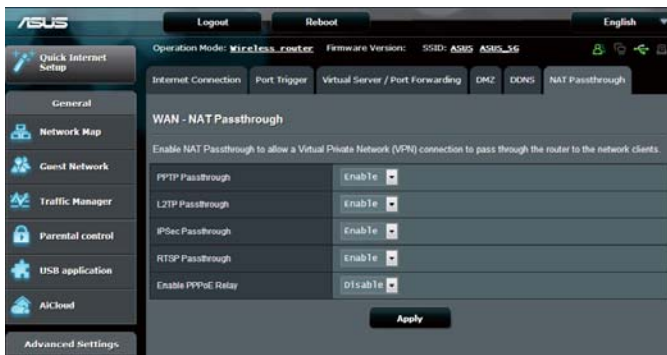 ASUS
Logout
Reboot
English
Quick Internet Setup
Operation Mode: Wireless router Firmware Version: SSID: ASUS ASUS_5G
Internet Connection
Port Trigger
Virtual Server / Port Forwarding
DMZ
DDNS
NAT Passthrough
General
Network Map
Guest Network
Traffic Manager
Parental control
USB application
AiCloud
Advanced Settings
WAN - NAT Passthrough
Enable NAT Passthrough to allow a Virtual Private Network (VPN) connection to pass through the router to the network clients.
PPTP Passthrough Enable
L2TP Passthrough Enable
IPSec Passthrough Enable
RTSP Passthrough Enable
Enable PPPoE Relay Disable
Apply